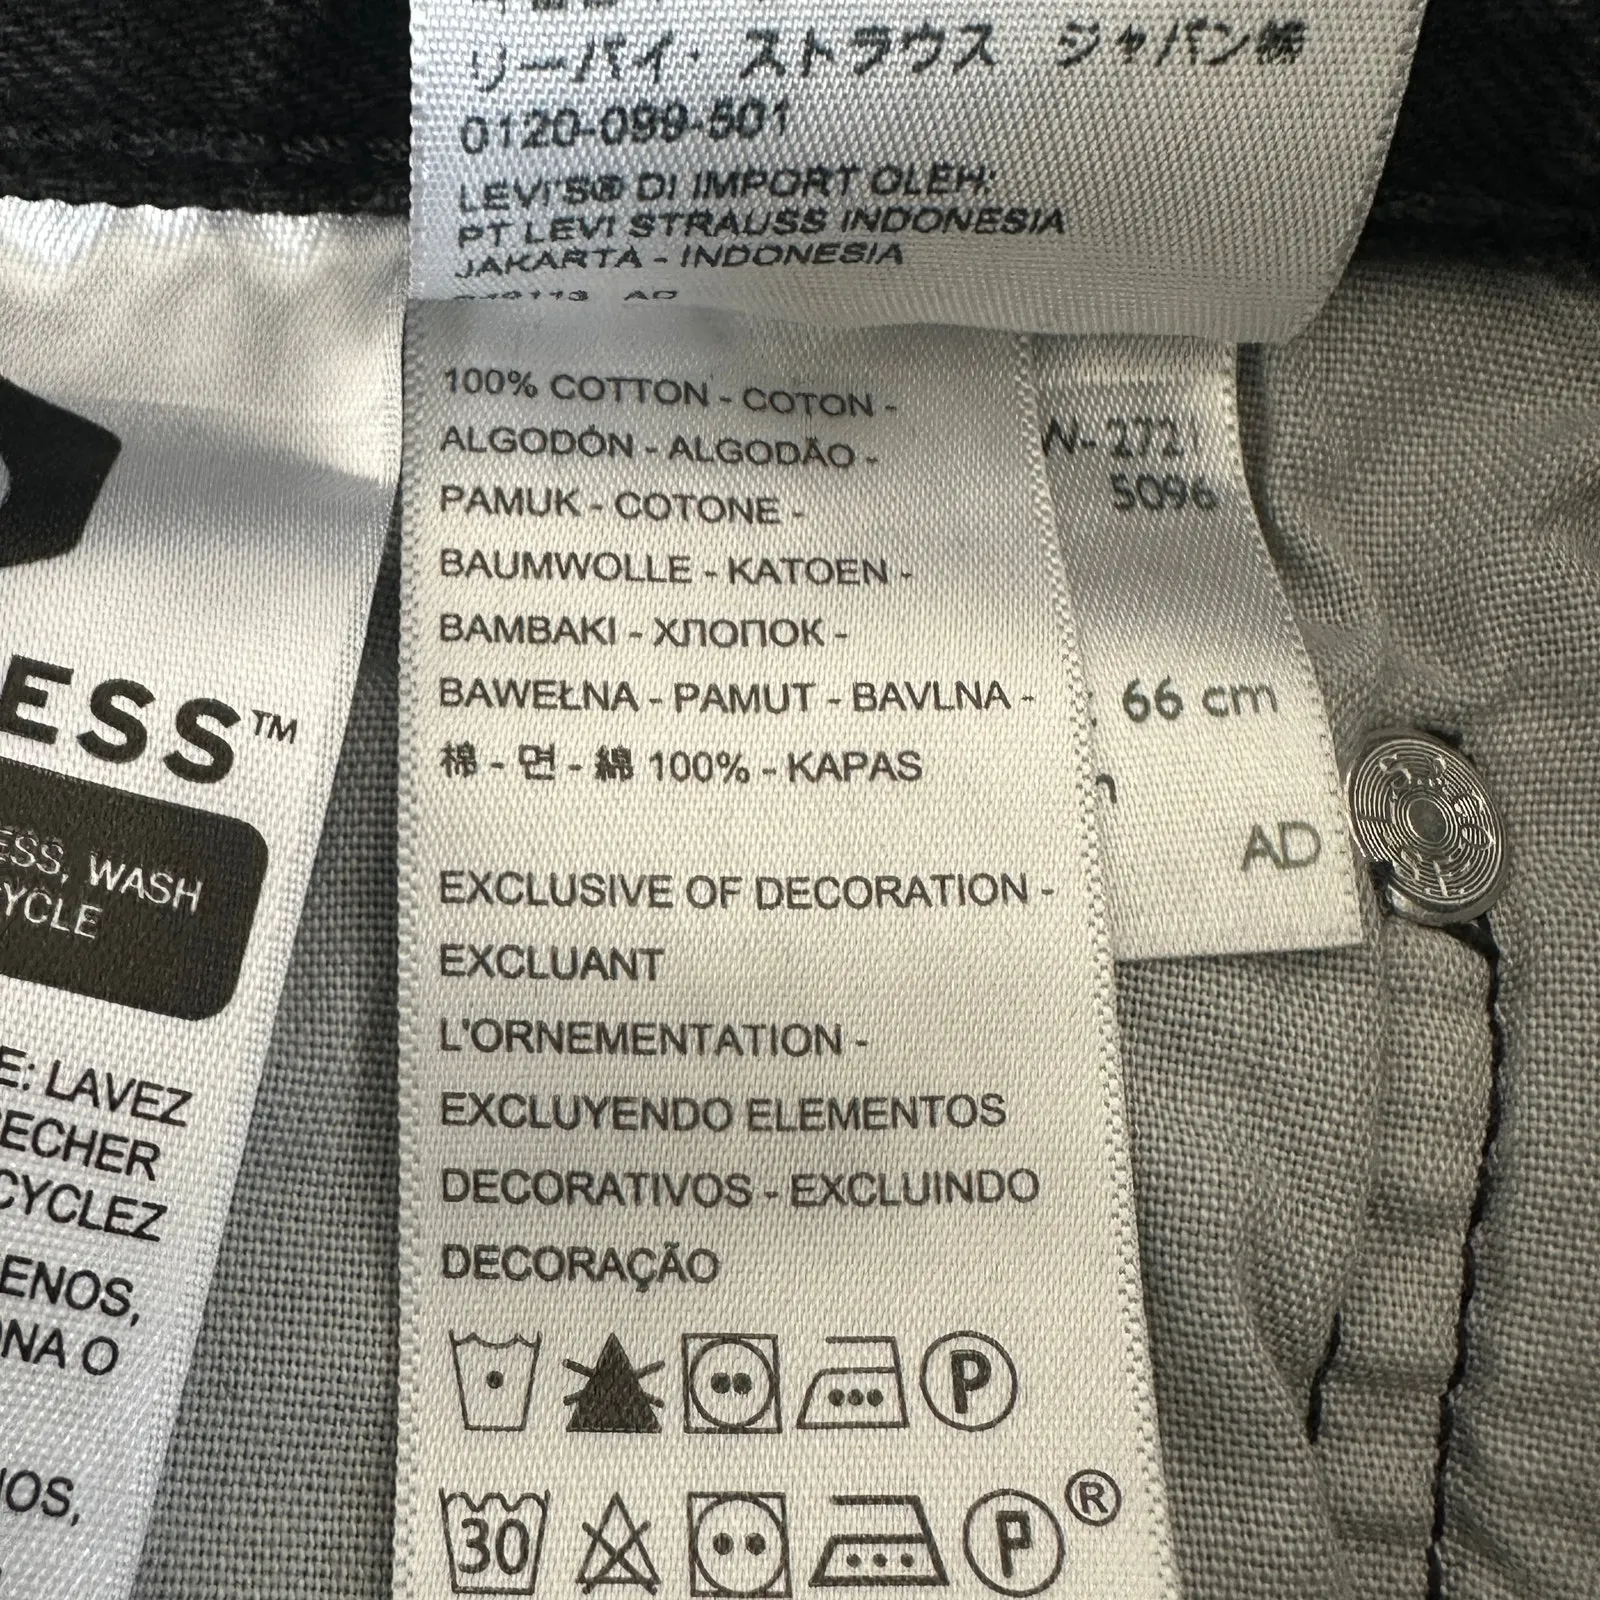 リーバイ・ストラウス ジャパン㈱
0120-099-501
LEVI'S® DI IMPORT OLEH:
PT LEVI STRAUSS INDONESIA
JAKARTA - INDONESIA
AD
100% COTTON - COTON -
ALGODÓN - ALGODÃO -
PAMUK - COTONE -
BAUMWOLLE - KATOEN -
BAMBAKI - ХЛОПОК -
BAWEŁNA - PAMUT - BAVLNA -
棉 - 면 - 綿 100% - KAPAS
EXCLUSIVE OF DECORATION -
EXCLUANT
L'ORNEMENTATION -
EXCLUYENDO ELEMENTOS
DECORATIVOS - EXCLUINDO
DECORAÇÃO
P
30 P ®
ESS™
ESS, WASH
YCLE
E: LAVEZ
ECHER
CYCLEZ
ENOS,
NA O
IOS,
N-2721
5096
66 cm
AD